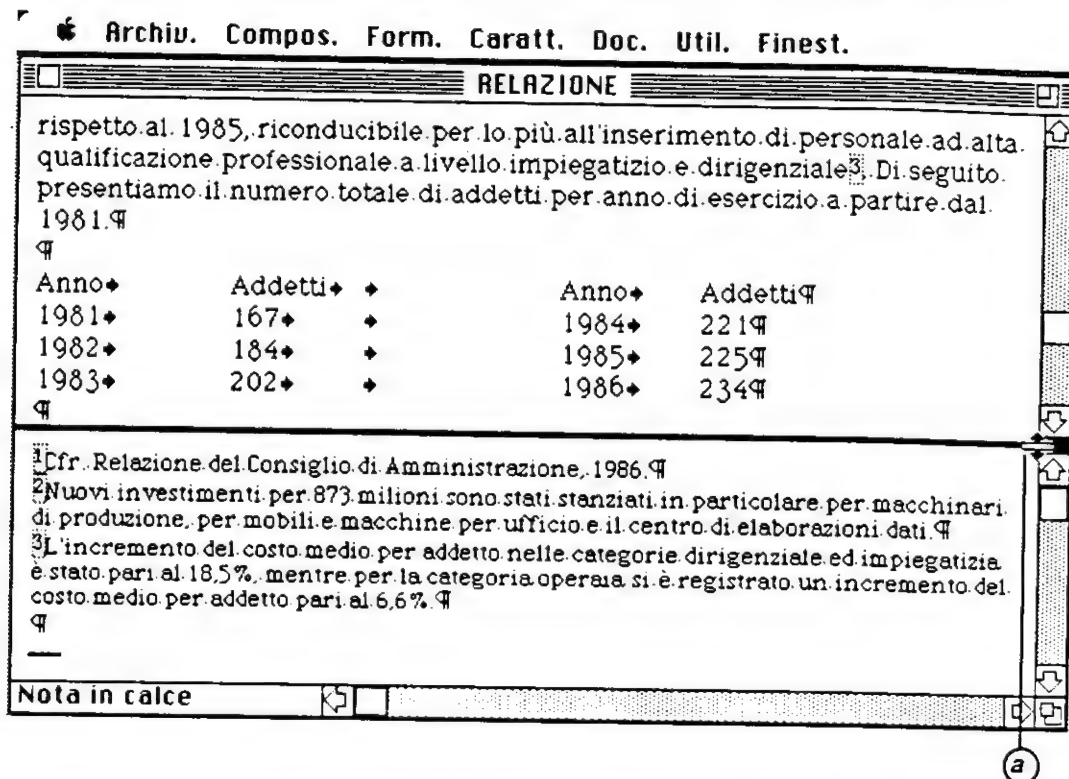 Archiv. Compos. Form. Caratt. Doc. Util. Finest.
RELAZIONE
rispetto.al.1985,.riconducibile.per.lo.più.all'inserimento.di.personale.ad.alta.
qualificazione.professionale.a.livello.impiegatizio.e.dirigenziale3..Di.seguito.
presentiamo.il.numero.totale.di.addetti.per.anno.di.esercizio.a.partire.dal.
1981.¶
¶
Anno Addetti Anno Addetti¶
1981 167 1984 221¶
1982 184 1985 225¶
1983 202 1986 234¶
¶
1Cfr..Relazione.del.Consiglio.di.Amministrazione,.1986.¶
2Nuovi.investimenti.per.873.milioni.sono.stati.stanziati.in.particolare.per.macchinari.
di.produzione,.per.mobili.e.macchine.per.ufficio.e.il.centro.di.elaborazioni.dati.¶
3L'incremento.del.costo.medio.per.addetto.nelle.categorie.dirigenziale.ed.impiegatizia.
è.stato.pari.al.18,5%,.mentre.per.la.categoria.operaia.si.è.registrato.un.incremento.del.
costo.medio.per.addetto.pari.al.6,6%.¶
¶
Nota in calce
a